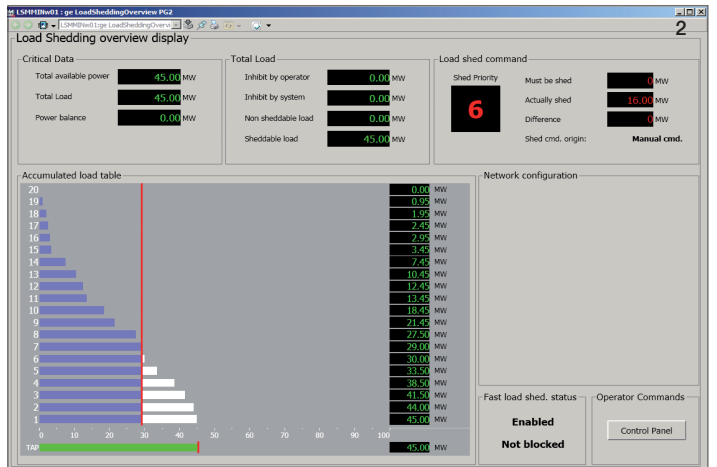 LSMMINw01 : ge LoadSheddingOverview PG2
LSMMINw01:ge LoadSheddingOvervi
2
Load Shedding overview display
Critical Data
Total available power 45.00 MW
Total Load 45.00 MW
Power balance 0.00 MW
Total Load
Inhibit by operator 0.00 MW
Inhibit by system 0.00 MW
Non sheddable load 0.00 MW
Sheddable load 45.00 MW
Load shed command
Shed Priority
6
Must be shed 0 MW
Actually shed 16.00 MW
Difference 0 MW
Shed cmd. origin: Manual cmd.
Accumulated load table
20 0.00 MW
19 0.95 MW
18 1.95 MW
17 2.45 MW
16 2.95 MW
15 3.45 MW
14 7.45 MW
13 10.45 MW
12 12.45 MW
11 13.45 MW
10 18.45 MW
9 21.45 MW
8 27.50 MW
7 29.00 MW
6 30.00 MW
5 33.50 MW
4 38.50 MW
3 41.50 MW
2 44.00 MW
1 45.00 MW
0 10 20 30 40 50 60 70 80 90 100
TAP 45.00 MW
Network configuration
Fast load shed. status
Enabled
Not blocked
Operator Commands
Control Panel